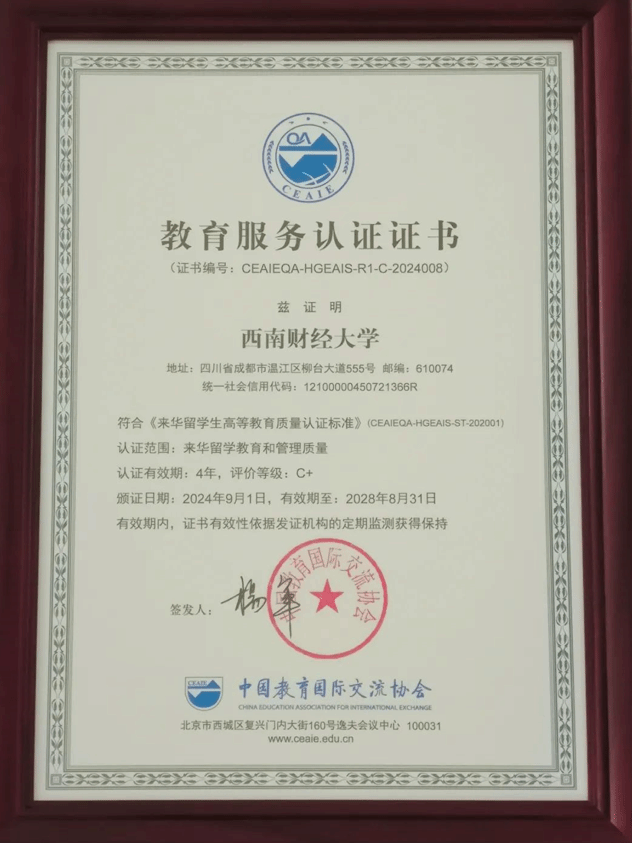 QA
CEAIE
教育服务认证证书
（证书编号：CEAIEQA-HGEAIS-R1-C-2024008）
兹 证 明
西南财经大学
地址：四川省成都市温江区柳台大道555号 邮编：610074
统一社会信用代码：12100000450721366R
符合《来华留学生高等教育质量认证标准》(CEAIEQA-HGEAIS-ST-202001)
认证范围：来华留学教育和管理质量
认证有效期：4年，评价等级：C+
颁证日期：2024年9月1日，有效期至：2028年8月31日
有效期内，证书有效性依据发证机构的定期监测获得保持
中国教育国际交流协会
签发人：
CEAIE
中国教育国际交流协会
CHINA EDUCATION ASSOCIATION FOR INTERNATIONAL EXCHANGE
北京市西城区复兴门内大街160号逸夫会议中心 100031
www.ceaie.edu.cn